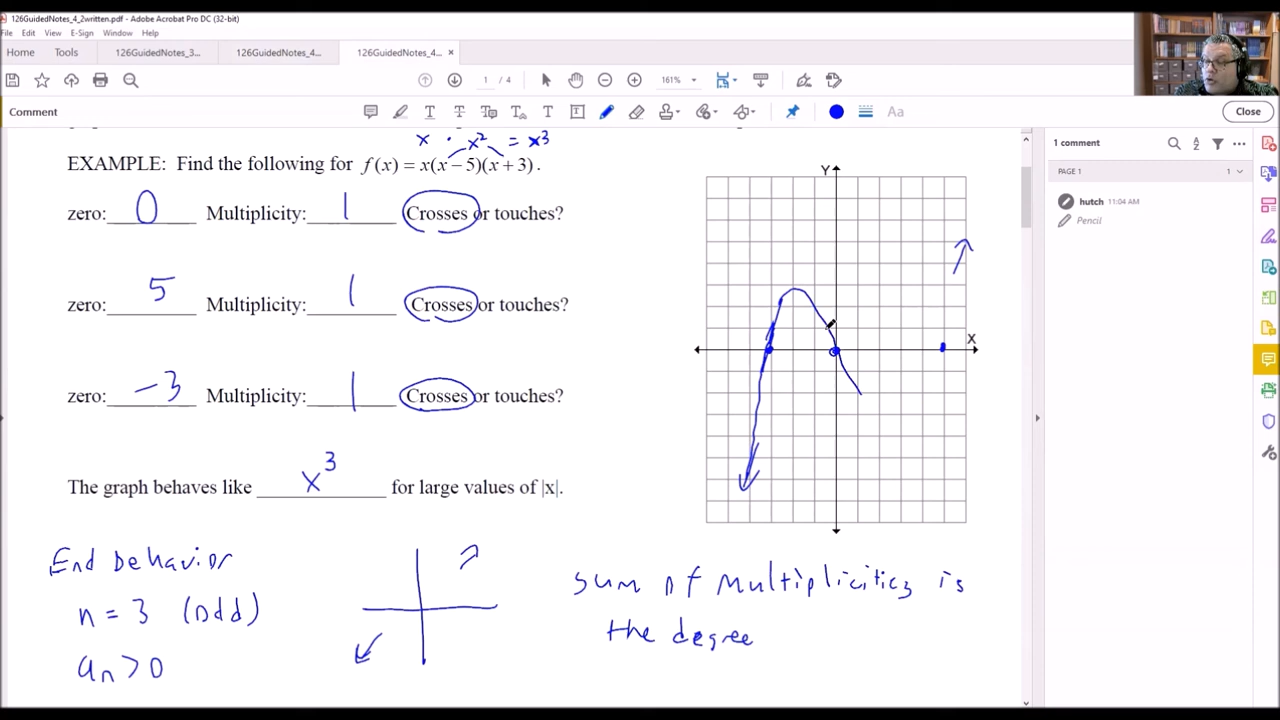 126GuidedNotes_4_2written.pdf - Adobe Acrobat Pro DC (32-bit)
File Edit View E-Sign Window Help
Home Tools 126GuidedNotes_3... 126GuidedNotes_4... 126GuidedNotes_4... ×
1 / 4 161%
Comment Aa Close
1 comment
PAGE 1 1
hutch 11:04 AM
Pencil
x · x² = x³
EXAMPLE: Find the following for f(x) = x(x − 5)(x + 3).
zero: 0 Multiplicity: 1 Crosses or touches?
zero: 5 Multiplicity: 1 Crosses or touches?
zero: −3 Multiplicity: 1 Crosses or touches?
The graph behaves like x³ for large values of |x|.
Y
X
End behavior
n = 3 (odd)
aₙ > 0
sum of multiplicities is
the degree